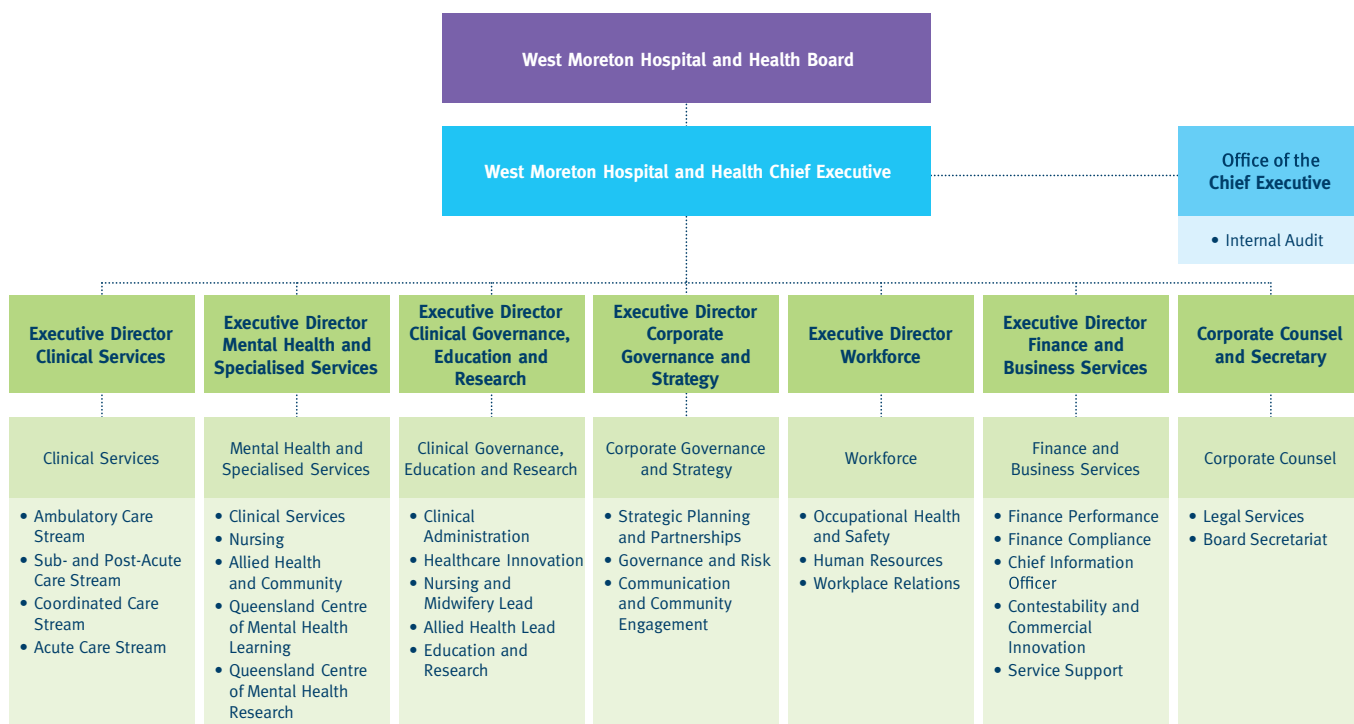 West Moreton Hospital and Health Board
West Moreton Hospital and Health Chief Executive
Office of the
Chief Executive
• Internal Audit
Executive Director
Clinical Services
Executive Director
Mental Health and
Specialised Services
Executive Director
Clinical Governance,
Education and
Research
Executive Director
Corporate
Governance and
Strategy
Executive Director
Workforce
Executive Director
Finance and
Business Services
Corporate Counsel
and Secretary
Clinical Services
Mental Health and
Specialised Services
Clinical Governance,
Education and Research
Corporate Governance
and Strategy
Workforce
Finance and
Business Services
Corporate Counsel
• Ambulatory Care
Stream
• Sub- and Post-Acute
Care Stream
• Coordinated Care
Stream
• Acute Care Stream
• Clinical Services
• Nursing
• Allied Health
and Community
• Queensland Centre
of Mental Health
Learning
• Queensland Centre
of Mental Health
Research
• Clinical
Administration
• Healthcare Innovation
• Nursing and
Midwifery Lead
• Allied Health Lead
• Education and
Research
• Strategic Planning
and Partnerships
• Governance and Risk
• Communication
and Community
Engagement
• Occupational Health
and Safety
• Human Resources
• Workplace Relations
• Finance Performance
• Finance Compliance
• Chief Information
Officer
• Contestability and
Commercial
Innovation
• Service Support
• Legal Services
• Board Secretariat